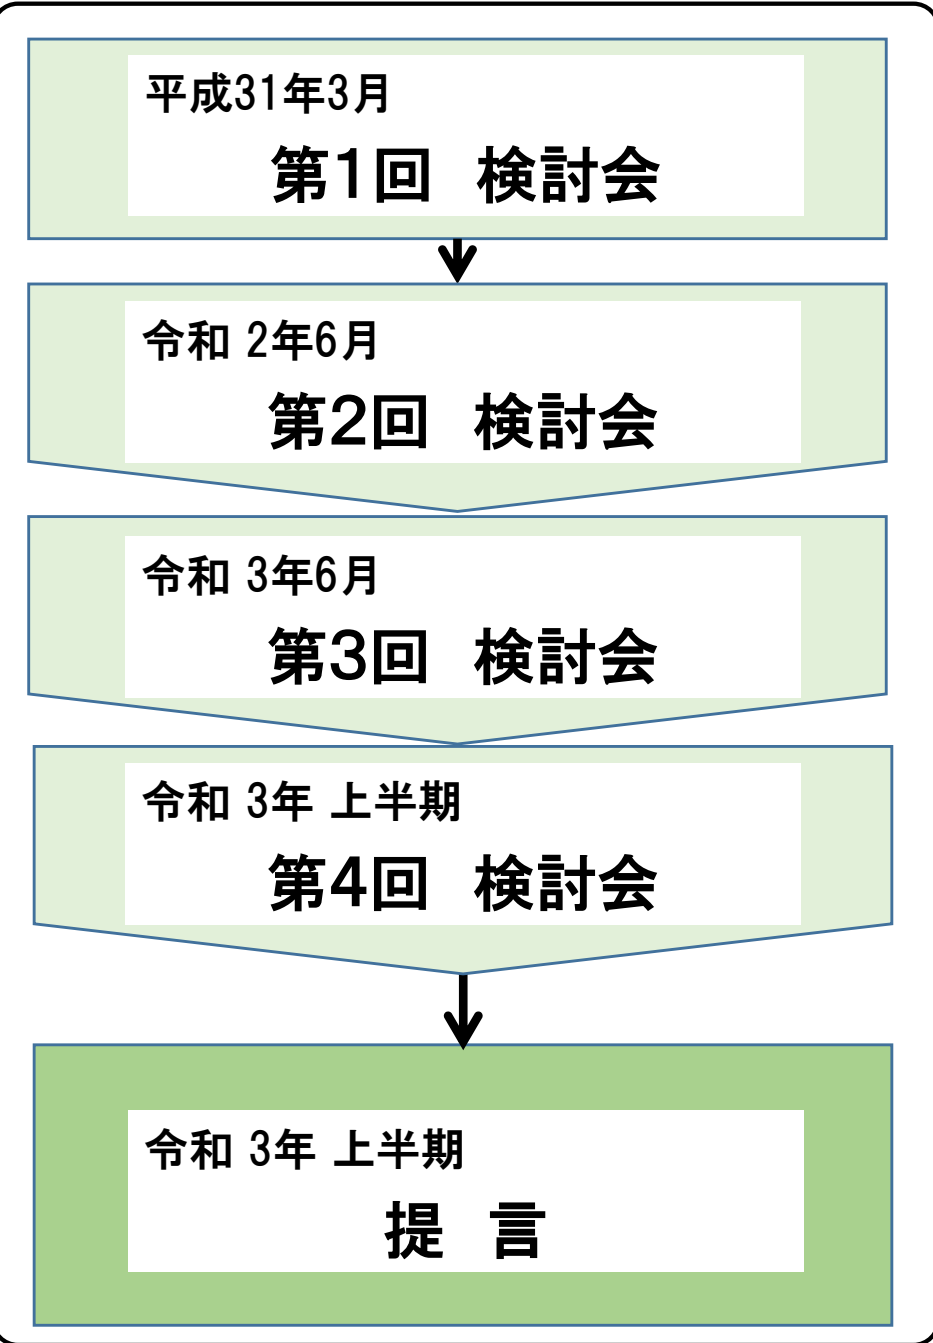 平成31年3月
第1回　検討会
令和 2年6月
第2回　検討会
令和 3年6月
第3回　検討会
令和 3年 上半期
第4回　検討会
令和 3年 上半期
提　言